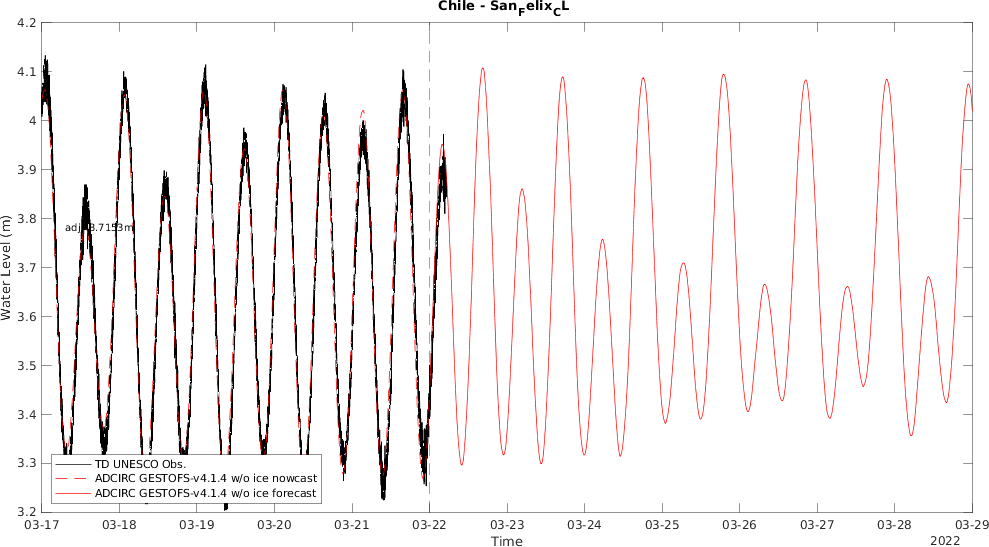 Chile - SanFelixCL
Water Level (m)
4.2
4.1
4
3.9
3.8
3.7
3.6
3.5
3.4
3.3
3.2
adj: 3.7153m
TD UNESCO Obs.
ADCIRC GESTOFS-v4.1.4 w/o ice nowcast
ADCIRC GESTOFS-v4.1.4 w/o ice forecast
03-17 03-18 03-19 03-20 03-21 03-22 03-23 03-24 03-25 03-26 03-27 03-28 03-29
Time
2022